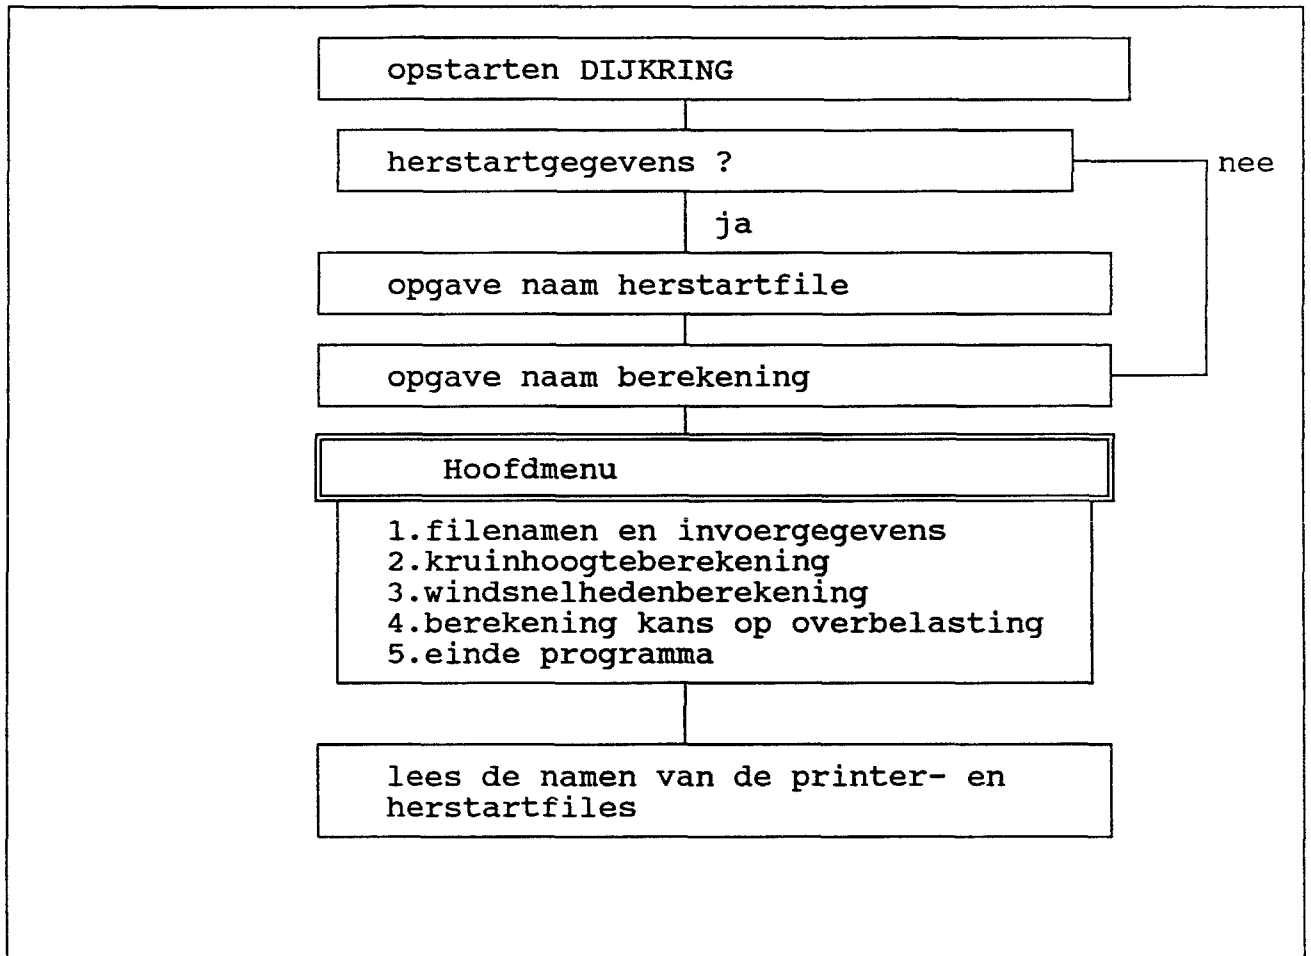 opstarten DIJKRING
herstartgegevens ?
nee
ja
opgave naam herstartfile
opgave naam berekening
Hoofdmenu
1.filenamen en invoergegevens
2.kruinhoogteberekening
3.windsnelhedenberekening
4.berekening kans op overbelasting
5.einde programma
lees de namen van de printer- en
herstartfiles